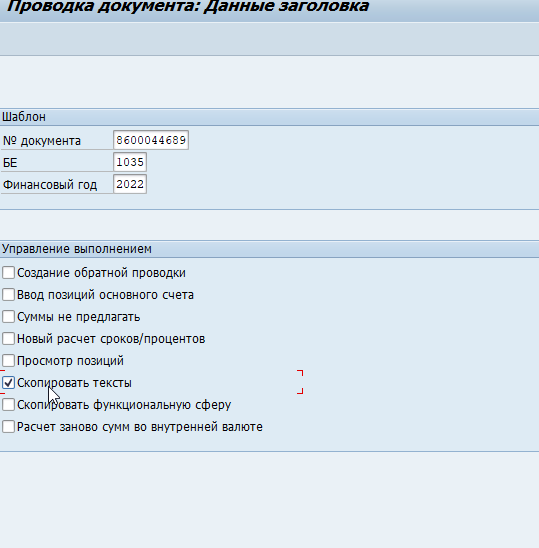 Проводка документа: Данные заголовка
Шаблон
№ документа 8600044689
БЕ 1035
Финансовый год 2022
Управление выполнением
Создание обратной проводки
Ввод позиций основного счета
Суммы не предлагать
Новый расчет сроков/процентов
Просмотр позиций
Скопировать тексты
Скопировать функциональную сферу
Расчет заново сумм во внутренней валюте